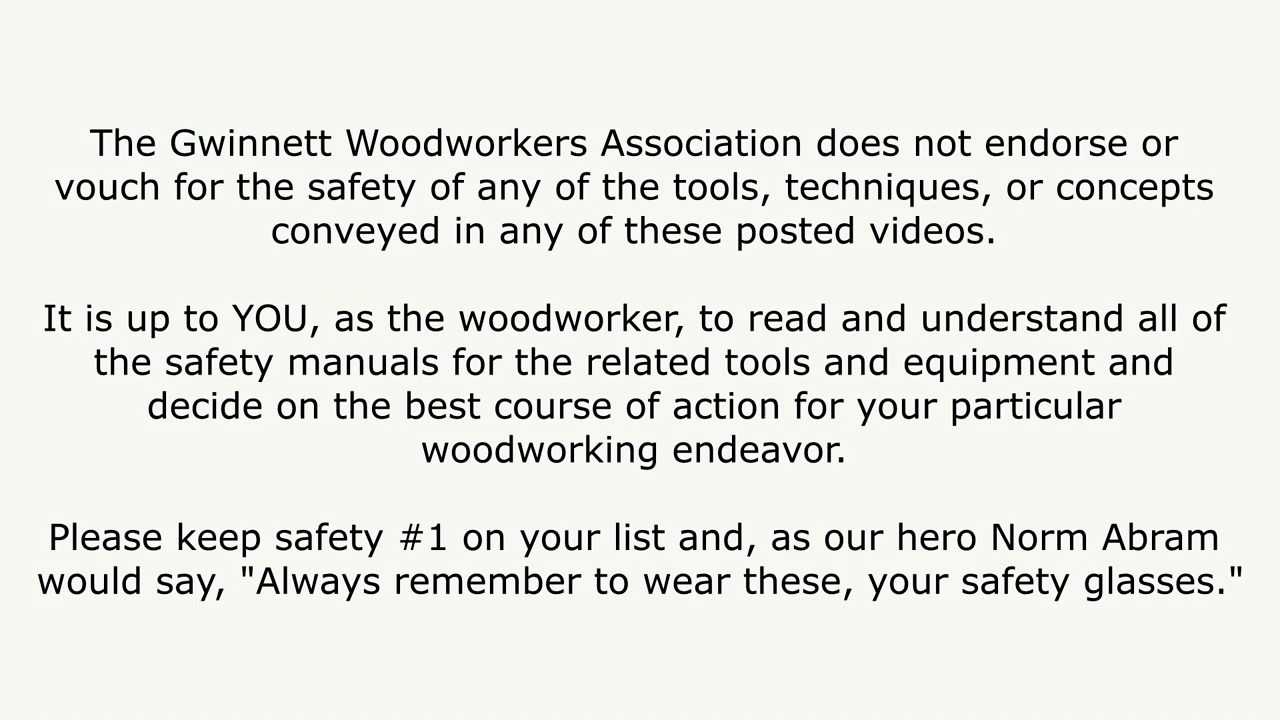 The Gwinnett Woodworkers Association does not endorse or
vouch for the safety of any of the tools, techniques, or concepts
conveyed in any of these posted videos.
It is up to YOU, as the woodworker, to read and understand all of
the safety manuals for the related tools and equipment and
decide on the best course of action for your particular
woodworking endeavor.
Please keep safety #1 on your list and, as our hero Norm Abram
would say, "Always remember to wear these, your safety glasses."